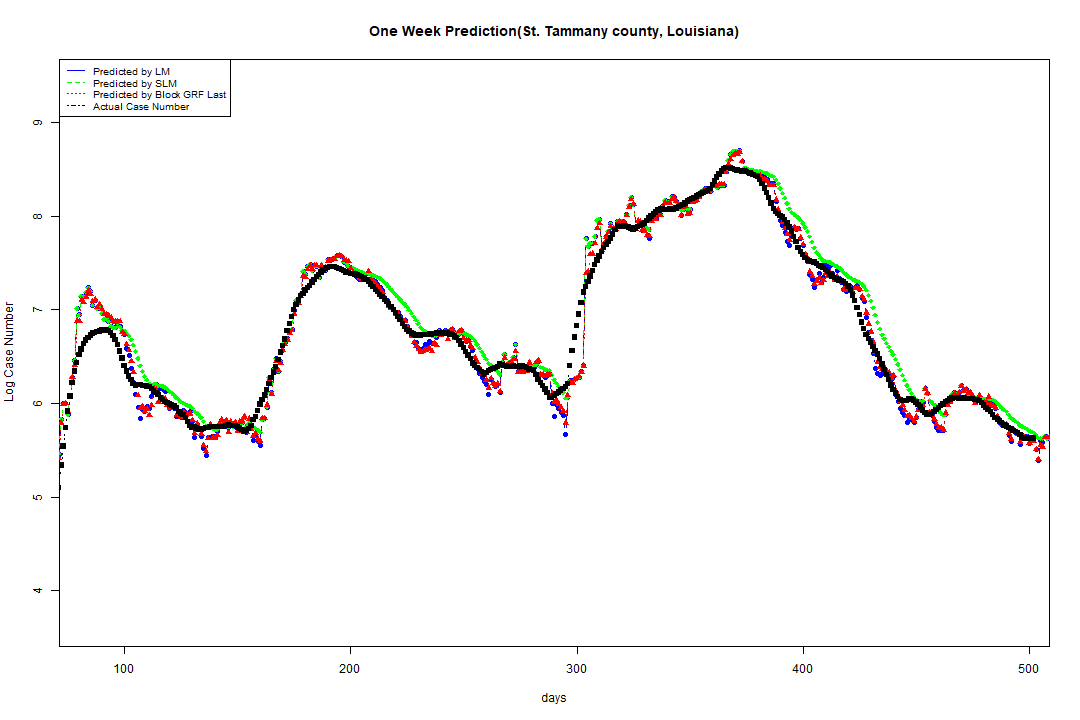 One Week Prediction(St. Tammany county, Louisiana)
Predicted by LM
Predicted by SLM
Predicted by Block GRF Last
Actual Case Number
9
8
7
6
5
4
Log Case Number
100 200 300 400 500
days